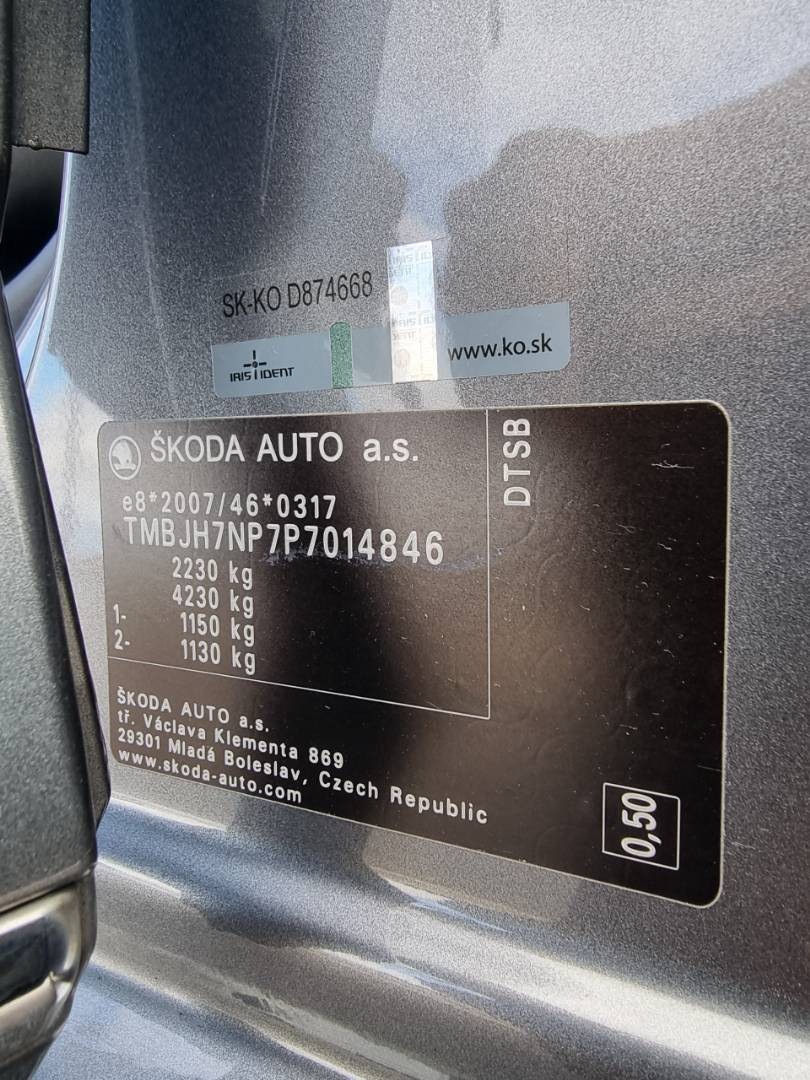 SK-KO D874668
IRIS IDENT
www.ko.sk
ŠKODA AUTO a.s.
DTSB
e8*2007/46*0317
TMBJH7NP7P7014846
2230 kg
4230 kg
1- 1150 kg
2- 1130 kg
ŠKODA AUTO a.s.
tř. Václava Klementa 869
29301 Mladá Boleslav, Czech Republic
www.skoda-auto.com
0,50